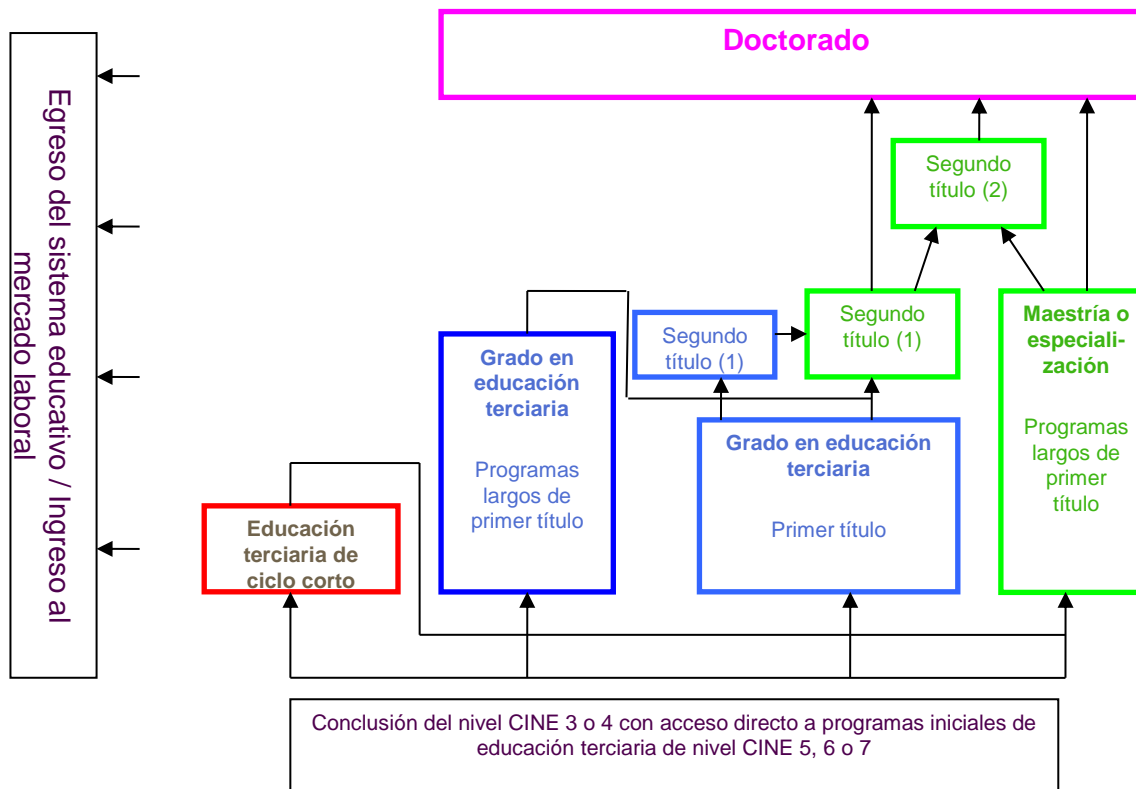 Egreso del sistema educativo / Ingreso al
mercado laboral
Doctorado
Segundo
título (2)
Segundo
título (1)
Segundo
título (1)
Maestría o
especiali-
zación
Programas
largos de
primer
título
Grado en
educación
terciaria
Programas
largos de
primer título
Grado en educación
terciaria
Primer título
Educación
terciaria de
ciclo corto
Conclusión del nivel CINE 3 o 4 con acceso directo a programas iniciales de
educación terciaria de nivel CINE 5, 6 o 7